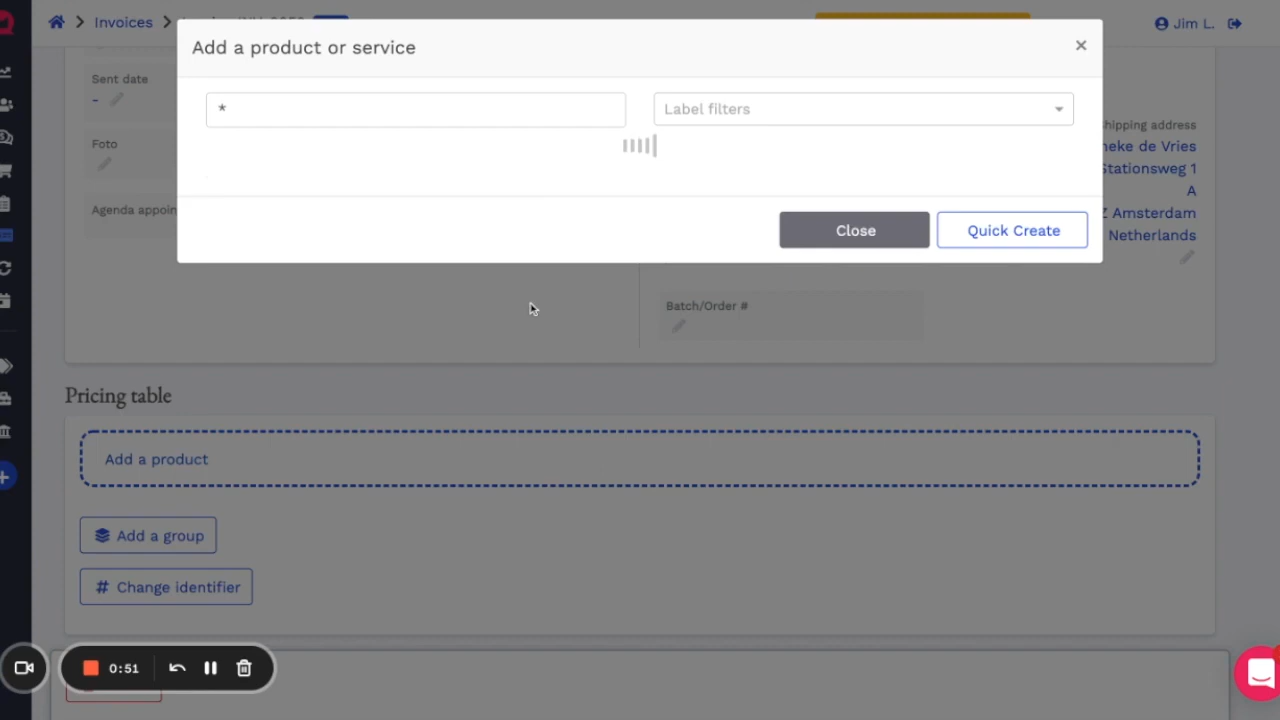 Invoices
Jim L.
Add a product or service
×
*
Label filters
Close
Quick Create
Sent date
-
Foto
Agenda appoin
hipping address
neke de Vries
Stationsweg 1
A
Z Amsterdam
Netherlands
Batch/Order #
Pricing table
Add a product
Add a group
# Change identifier
0:51